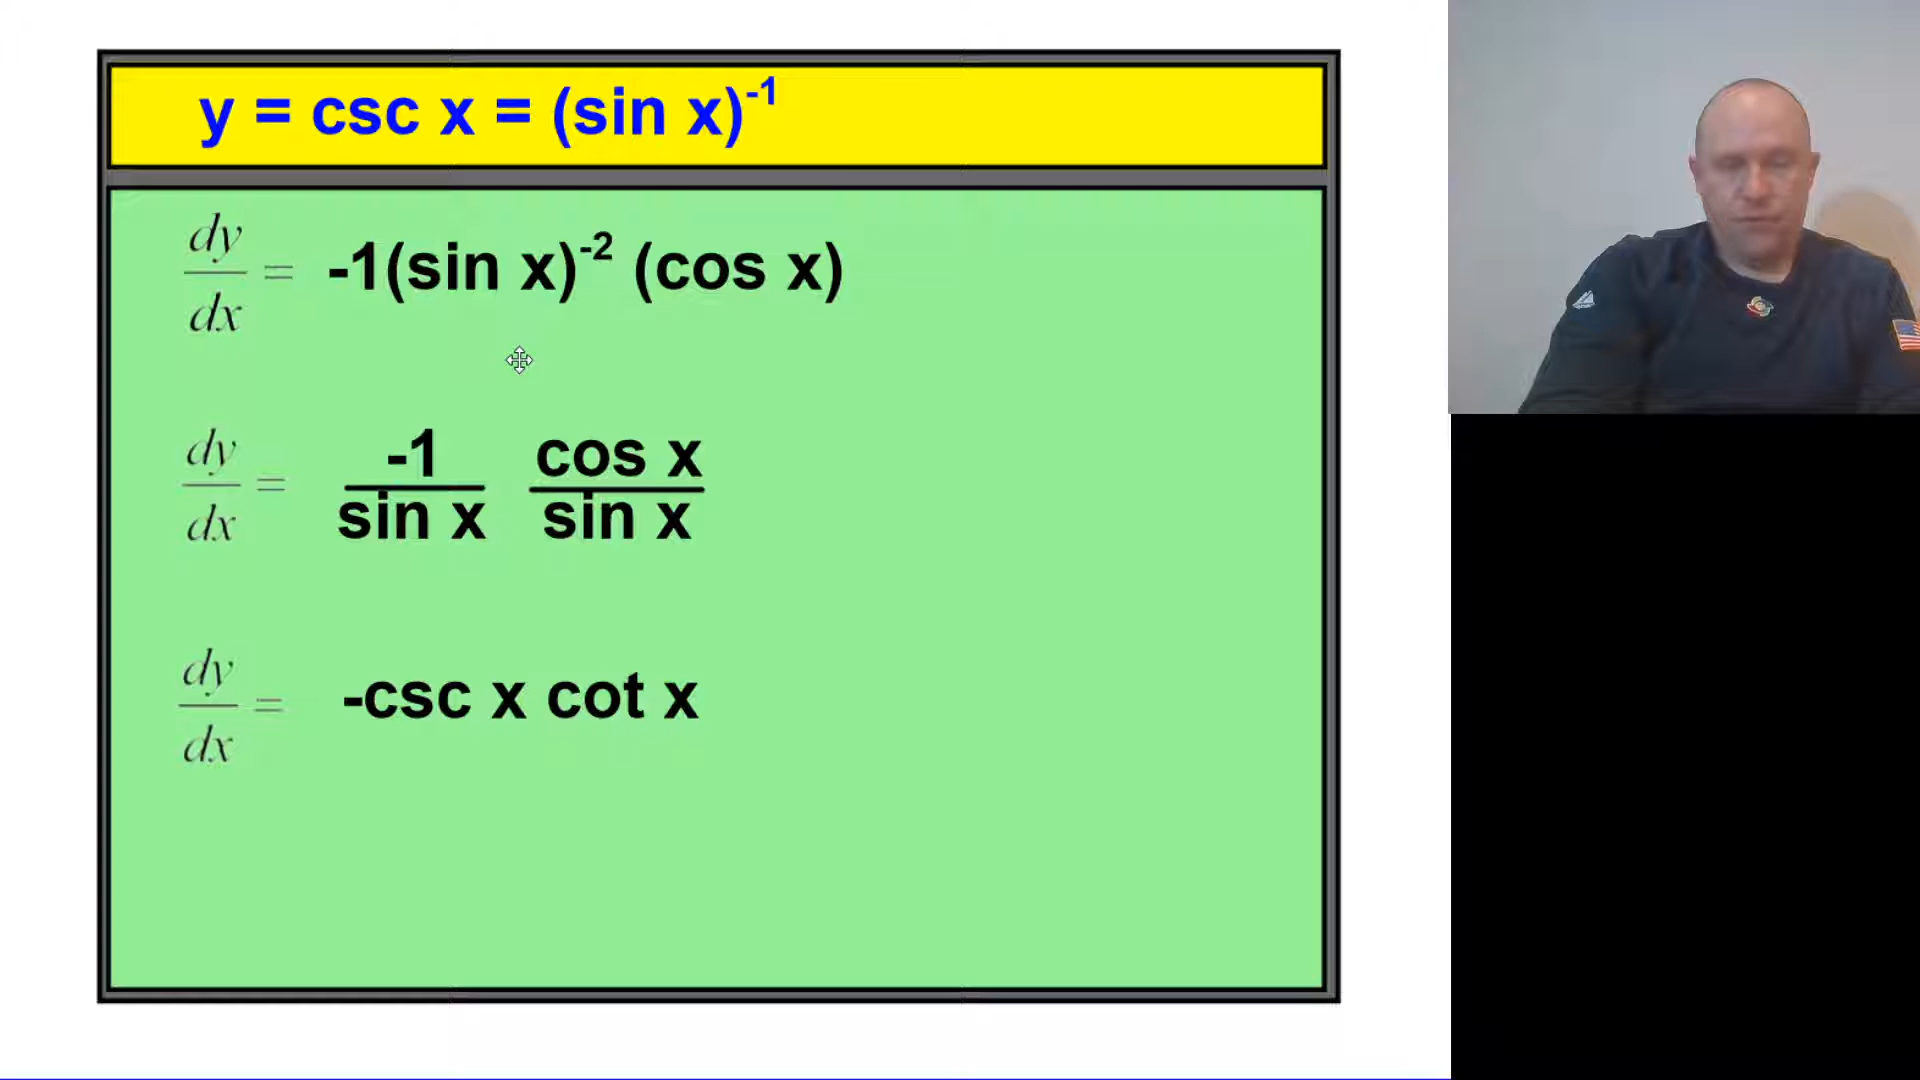 y = csc x = (sin x)⁻¹
dy/dx = -1(sin x)⁻² (cos x)
dy/dx = -1/sin x cos x/sin x
dy/dx = -csc x cot x